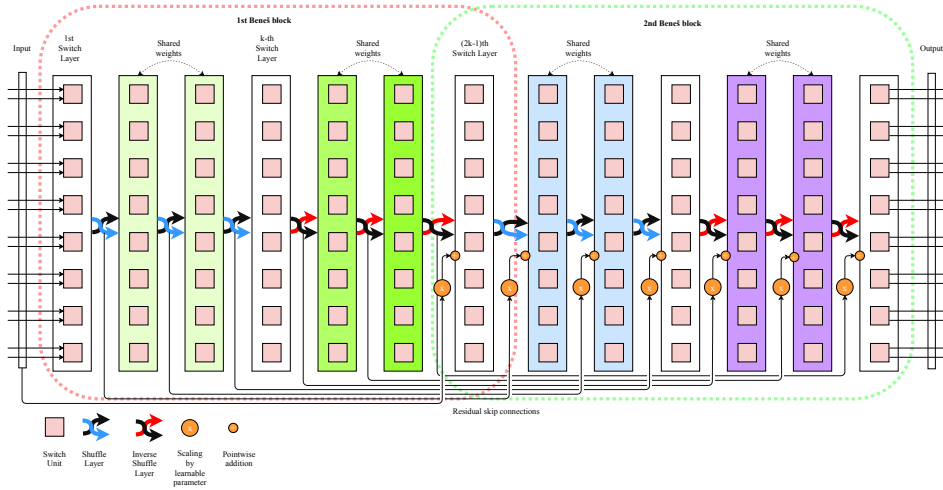 1st Beneš block
2nd Beneš block
Input
1st
Switch
Layer
Shared
weights
k-th
Switch
Layer
Shared
weights
(2k-1)th
Switch Layer
Shared
weights
Shared
weights
Output
x
x
x
x
x
x
x
Residual skip connections
Switch
Unit
Shuffle
Layer
Inverse
Shuffle
Layer
x
Scaling
by
learnable
parameter
Pointwise
addition